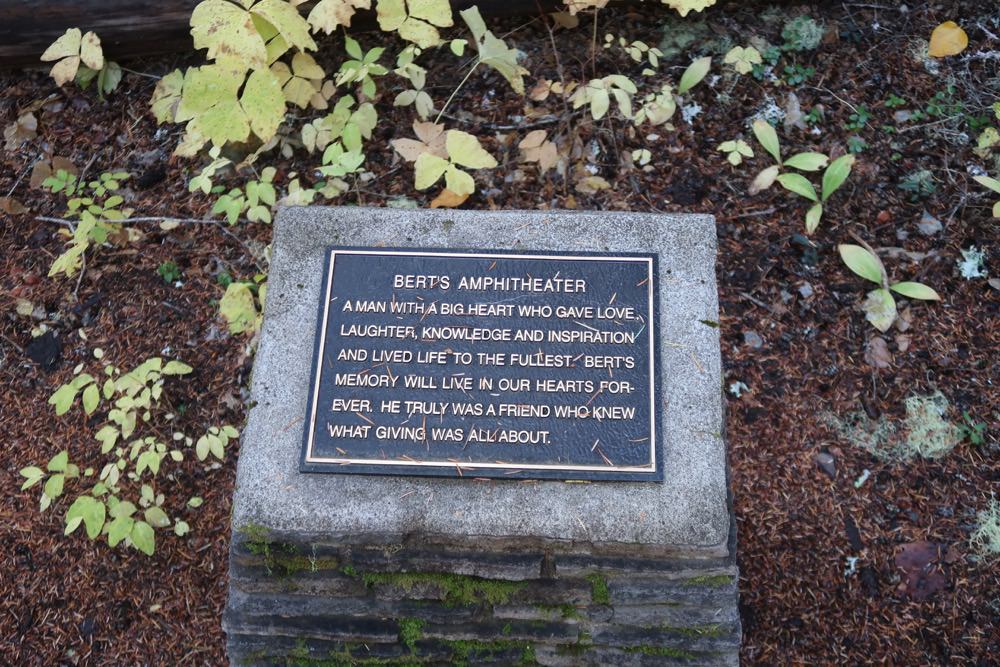 BERT'S AMPHITHEATER
A MAN WITH A BIG HEART WHO GAVE LOVE,
LAUGHTER, KNOWLEDGE AND INSPIRATION
AND LIVED LIFE TO THE FULLEST. BERT'S
MEMORY WILL LIVE IN OUR HEARTS FOR-
EVER. HE TRULY WAS A FRIEND WHO KNEW
WHAT GIVING WAS ALL ABOUT.